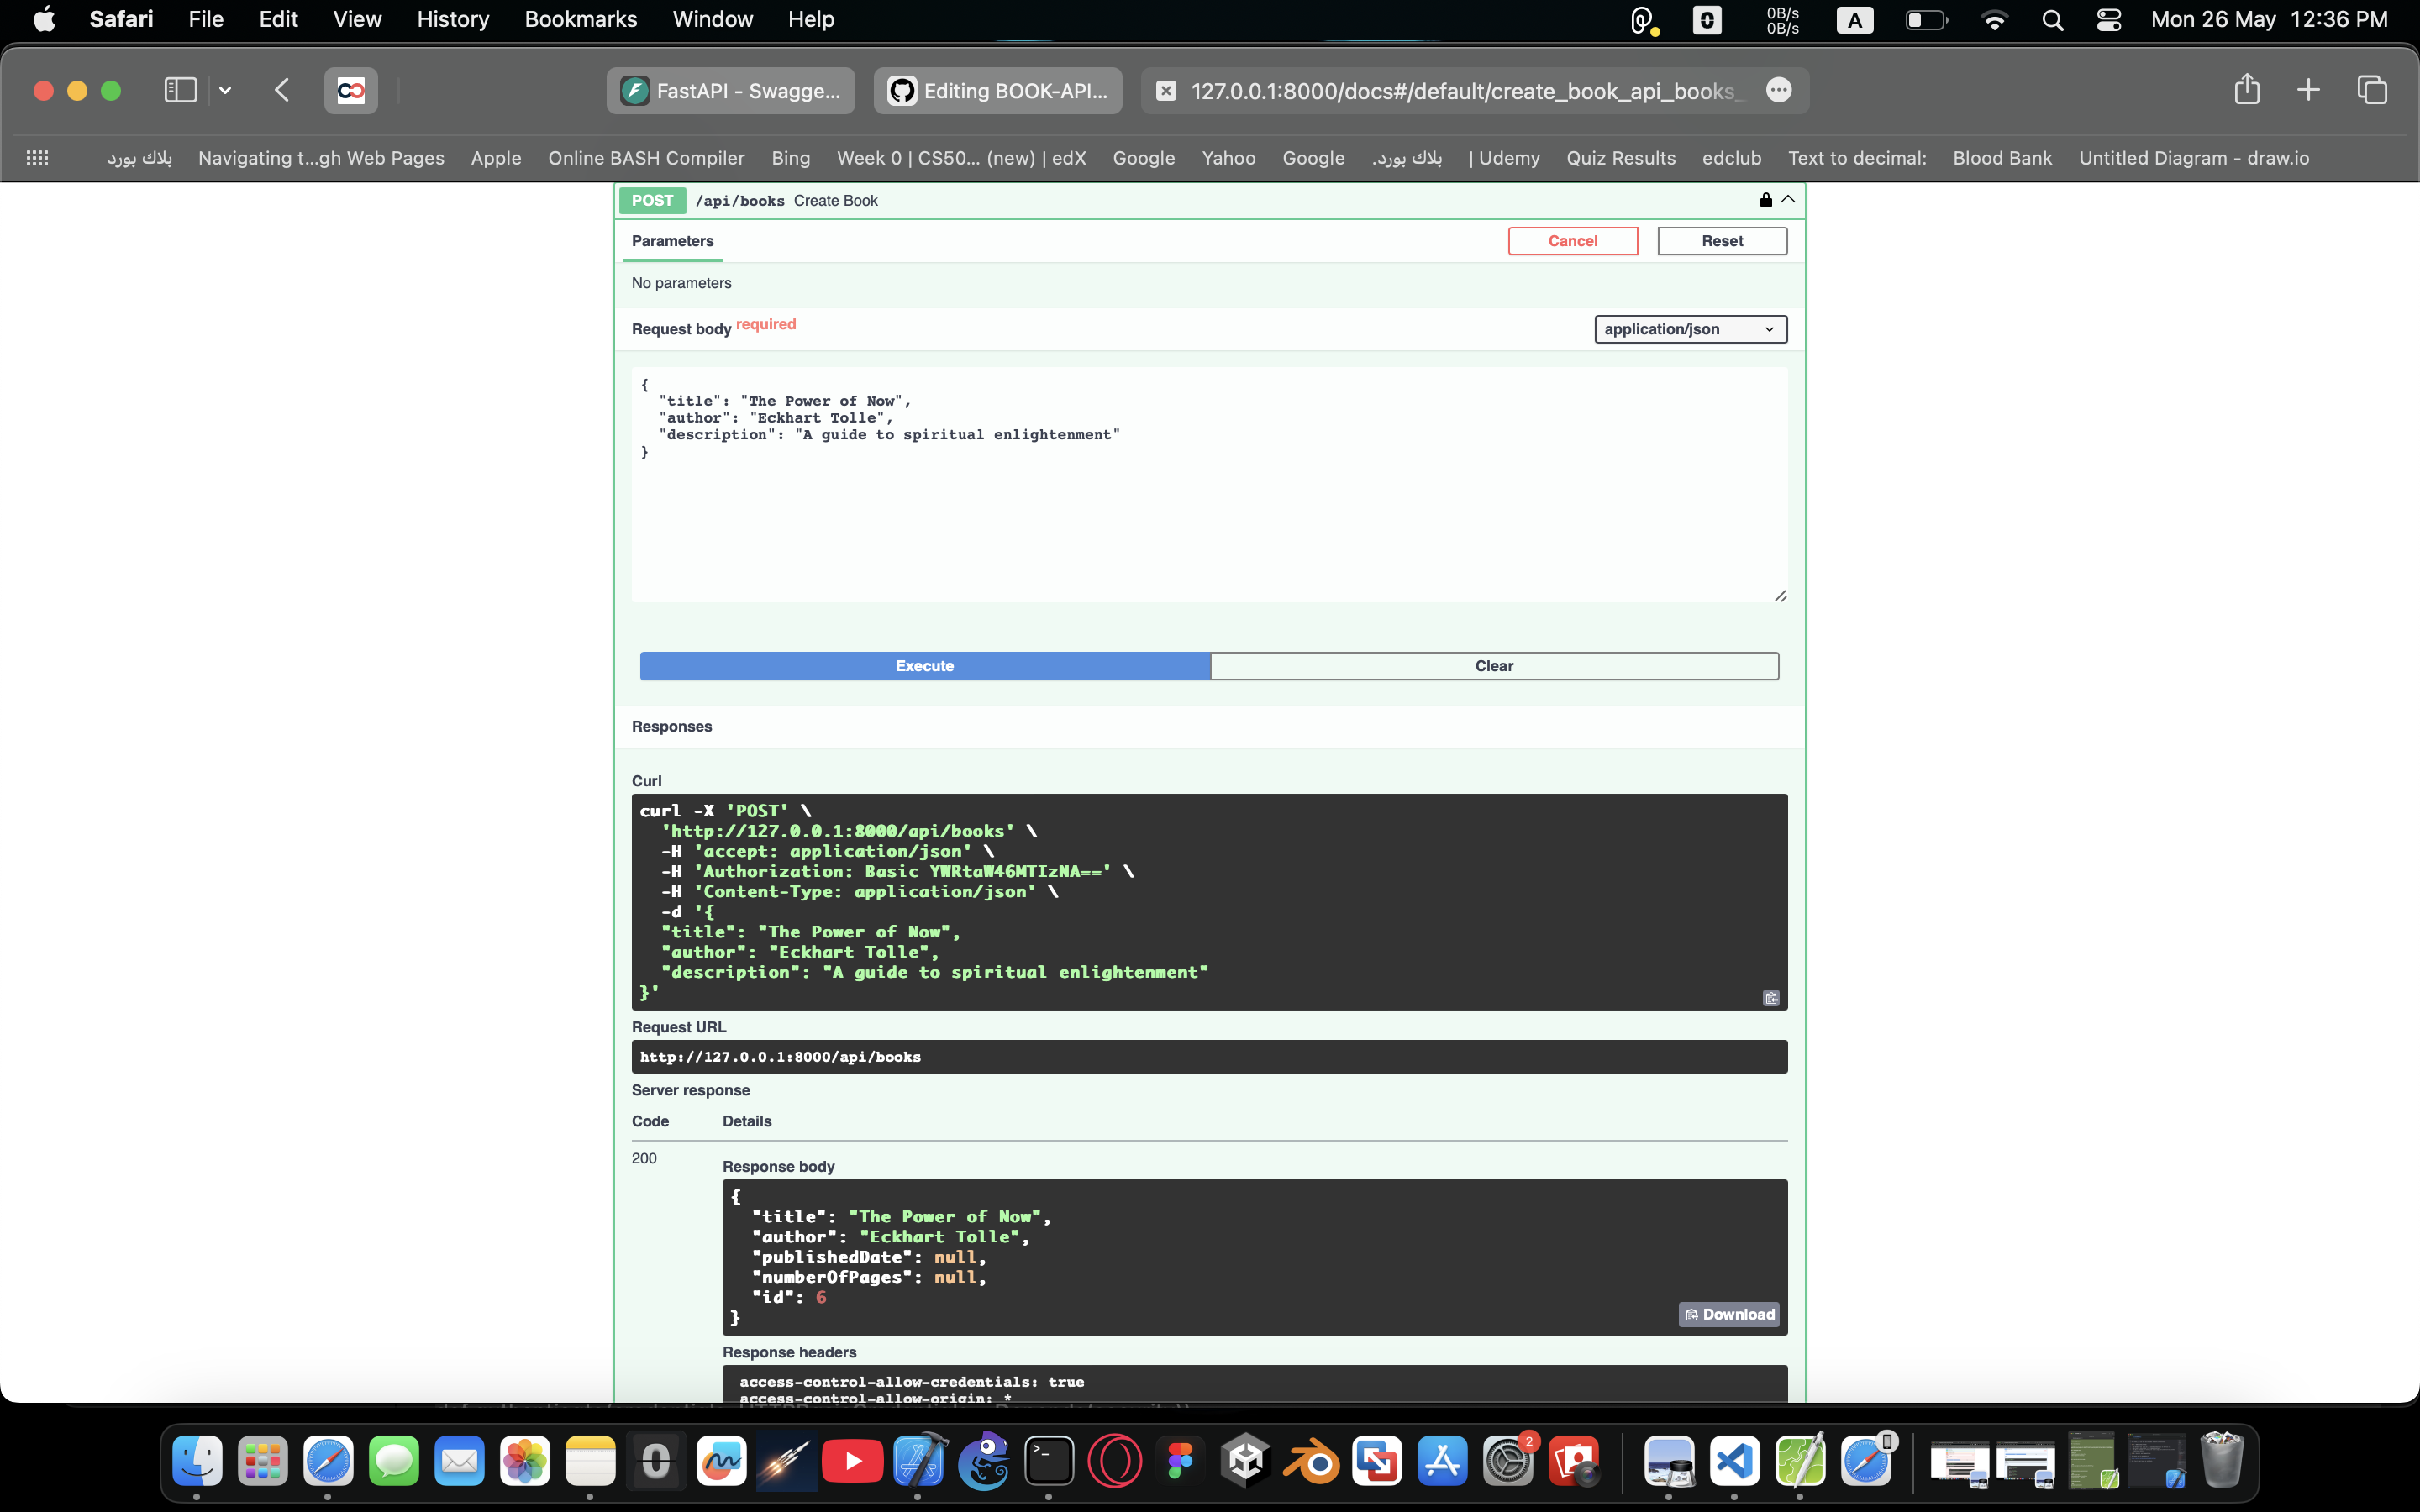 Safari File Edit View History Bookmarks Window Help 0B/s 0B/s A Mon 26 May 12:36 PM
FastAPI - Swagge... Editing BOOK-API... 127.0.0.1:8000/docs#/default/create_book_api_books_
بلاك بورد Navigating t...gh Web Pages Apple Online BASH Compiler Bing Week 0 | CS50... (new) | edX Google Yahoo Google بلاك بورد. | Udemy Quiz Results edclub Text to decimal: Blood Bank Untitled Diagram - draw.io
POST /api/books Create Book
Parameters Cancel Reset
No parameters
Request body required application/json
{
"title": "The Power of Now",
"author": "Eckhart Tolle",
"description": "A guide to spiritual enlightenment"
}
Execute Clear
Responses
Curl
curl -X 'POST' \
'http://127.0.0.1:8000/api/books' \
-H 'accept: application/json' \
-H 'Authorization: Basic YWRtaW46MTIzNA==' \
-H 'Content-Type: application/json' \
-d '{
"title": "The Power of Now",
"author": "Eckhart Tolle",
"description": "A guide to spiritual enlightenment"
}'
Request URL
http://127.0.0.1:8000/api/books
Server response
Code Details
200
Response body
{
"title": "The Power of Now",
"author": "Eckhart Tolle",
"publishedDate": null,
"numberOfPages": null,
"id": 6
}
Download
Response headers
access-control-allow-credentials: true
access-control-allow-origin: *
2